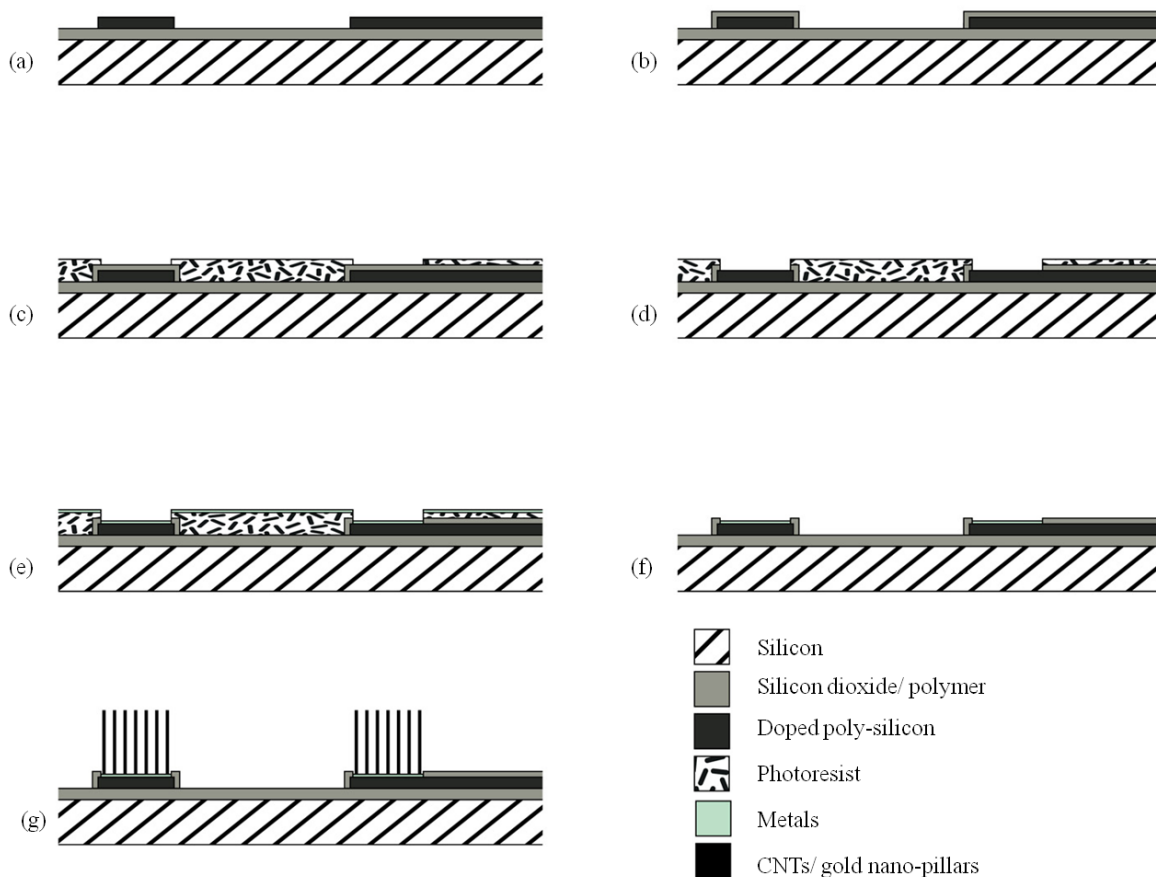 (a)
(b)
(c)
(d)
(e)
(f)
Silicon
Silicon dioxide/ polymer
Doped poly-silicon
Photoresist
(g)
Metals
CNTs/ gold nano-pillars